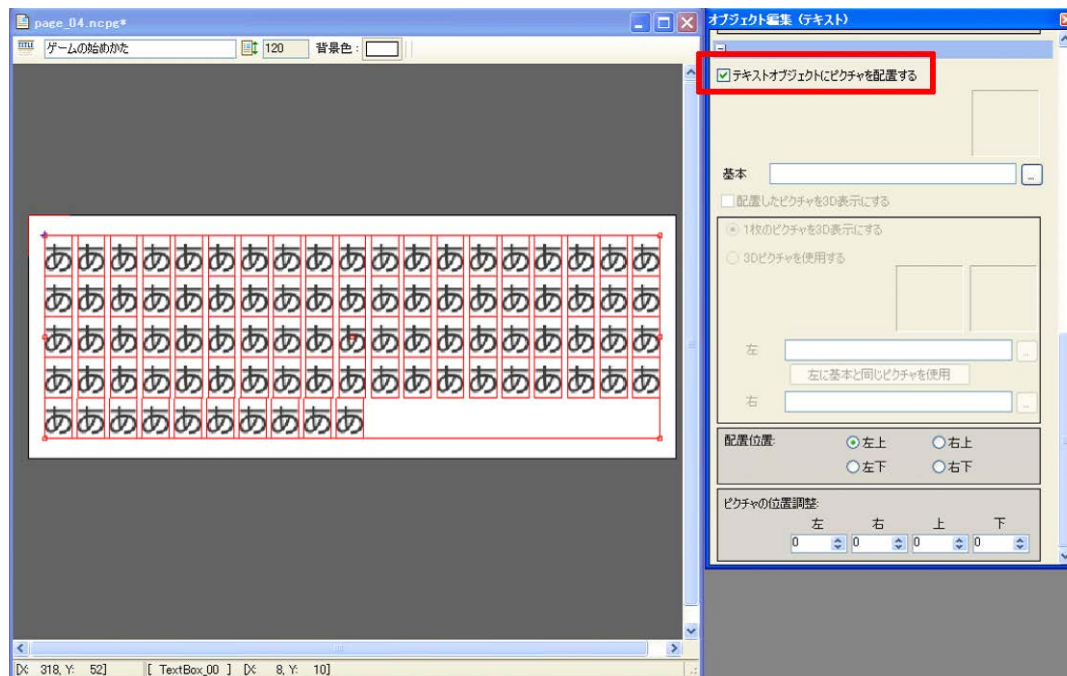 page_04.ncpg*
TITLE ゲームの始めかた 120 背景色:
あああああああああああああああああああ
あああああああああああああああああああ
あああああああああああああああああああ
あああああああああああああああああああ
ああああああああああ
[X: 318, Y: 52] [ TextBox_00 ] [X: 8, Y: 10]
オブジェクト編集 (テキスト)
テキストオブジェクトにピクチャを配置する
基本 ...
配置したピクチャを3D表示にする
1枚のピクチャを3D表示にする
3Dピクチャを使用する
左 ...
左に基本と同じピクチャを使用
右 ...
配置位置:
左上 右上
左下 右下
ピクチャの位置調整:
左 右 上 下
0 0 0 0